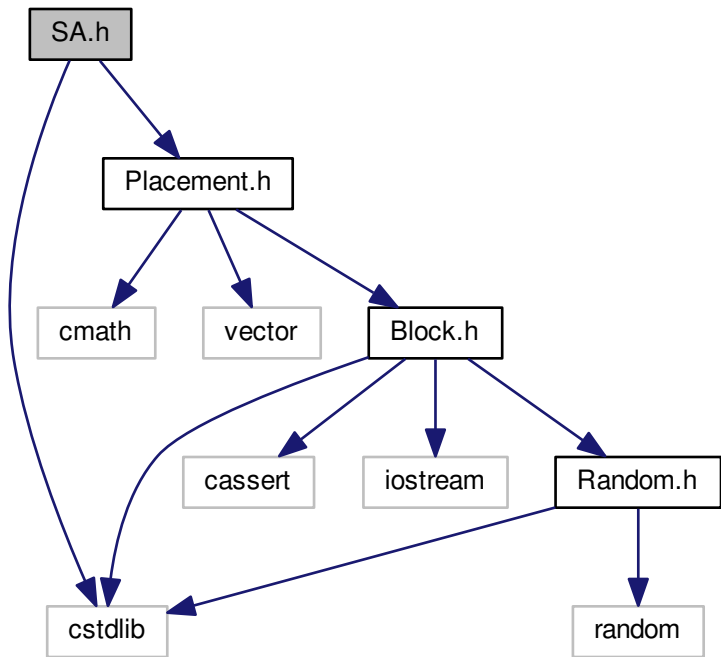 SA.h
Placement.h
cmath
vector
Block.h
cassert
iostream
Random.h
cstdlib
random